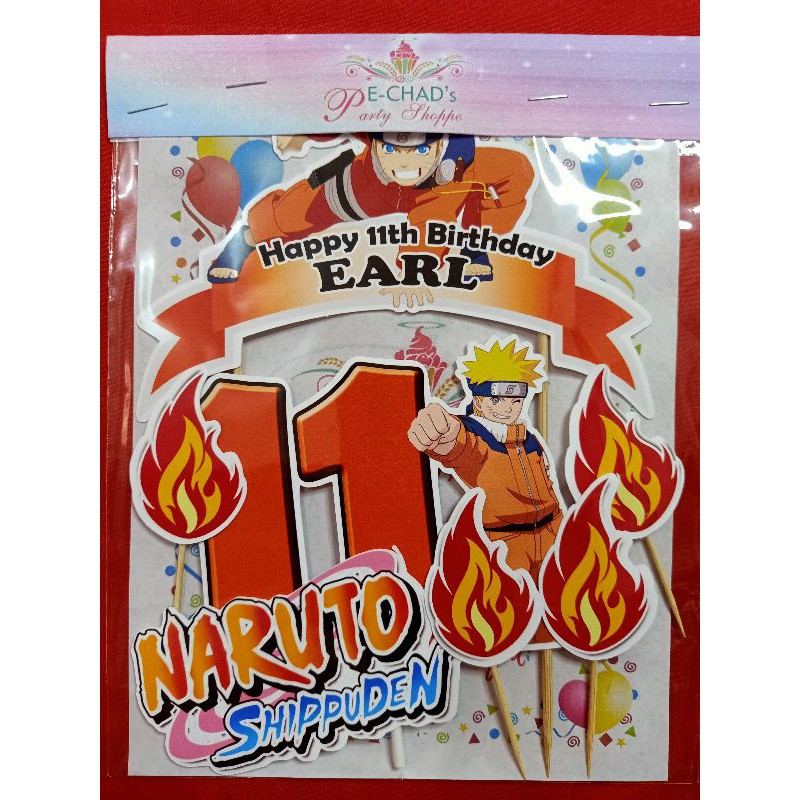 E-CHAD's
Party Shoppe
Happy 11th Birthday
EARL
11
NARUTO
SHIPPUDEN